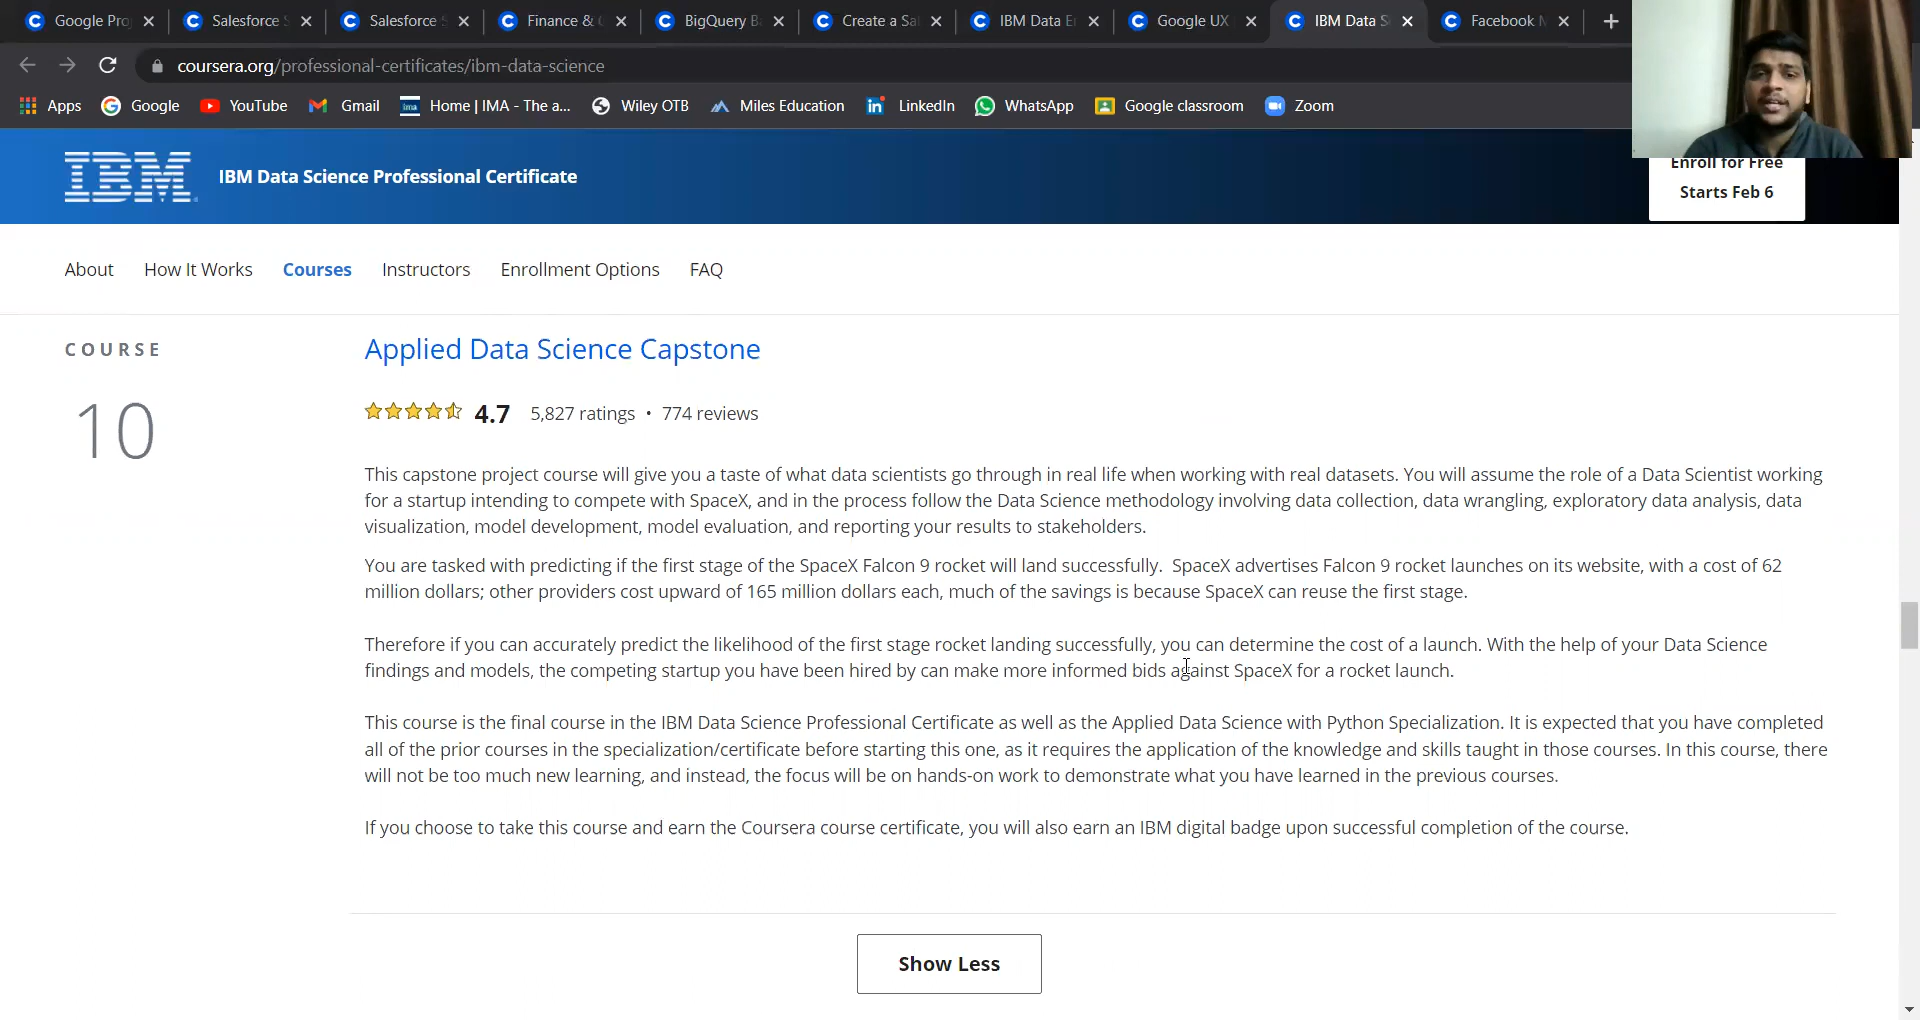 Google Pro
Salesforce S
Salesforce S
Finance &
BigQuery B
Create a Sa
IBM Data E
Google UX
IBM Data S
Facebook M
coursera.org/professional-certificates/ibm-data-science
Apps
Google
YouTube
Gmail
Home | IMA - The a...
Wiley OTB
Miles Education
LinkedIn
WhatsApp
Google classroom
Zoom
IBM
IBM Data Science Professional Certificate
Enroll for Free
Starts Feb 6
About
How It Works
Courses
Instructors
Enrollment Options
FAQ
COURSE
10
Applied Data Science Capstone
4.7 5,827 ratings • 774 reviews
This capstone project course will give you a taste of what data scientists go through in real life when working with real datasets. You will assume the role of a Data Scientist working
for a startup intending to compete with SpaceX, and in the process follow the Data Science methodology involving data collection, data wrangling, exploratory data analysis, data
visualization, model development, model evaluation, and reporting your results to stakeholders.
You are tasked with predicting if the first stage of the SpaceX Falcon 9 rocket will land successfully. SpaceX advertises Falcon 9 rocket launches on its website, with a cost of 62
million dollars; other providers cost upward of 165 million dollars each, much of the savings is because SpaceX can reuse the first stage.
Therefore if you can accurately predict the likelihood of the first stage rocket landing successfully, you can determine the cost of a launch. With the help of your Data Science
findings and models, the competing startup you have been hired by can make more informed bids against SpaceX for a rocket launch.
This course is the final course in the IBM Data Science Professional Certificate as well as the Applied Data Science with Python Specialization. It is expected that you have completed
all of the prior courses in the specialization/certificate before starting this one, as it requires the application of the knowledge and skills taught in those courses. In this course, there
will not be too much new learning, and instead, the focus will be on hands-on work to demonstrate what you have learned in the previous courses.
If you choose to take this course and earn the Coursera course certificate, you will also earn an IBM digital badge upon successful completion of the course.
Show Less